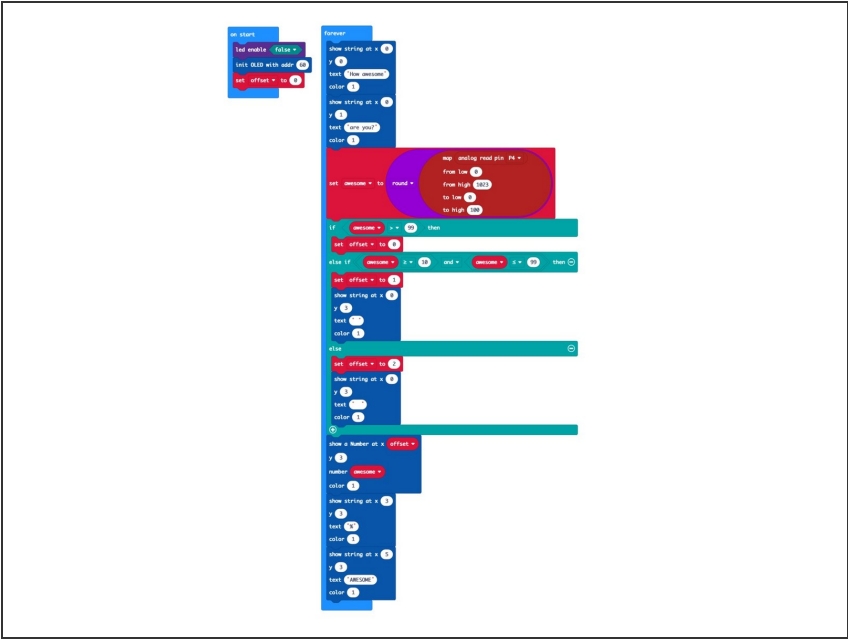 on start
led enable false
init OLED with addr 60
set offset to 0
forever
show string at x 0
y 0
text "How awesome"
color 1
show string at x 0
y 1
text "are you?"
color 1
set awesome to round map analog read pin P4
from low 0
from high 1023
to low 0
to high 100
if awesome > 99 then
set offset to 0
else if awesome ≥ 10 and awesome ≤ 99 then
set offset to 1
show string at x 0
y 3
text " "
color 1
else
set offset to 2
show string at x 0
y 3
text "  "
color 1
show a Number at x offset
y 3
number awesome
color 1
show string at x 3
y 3
text "%"
color 1
show string at x 5
y 3
text "AWESOME"
color 1